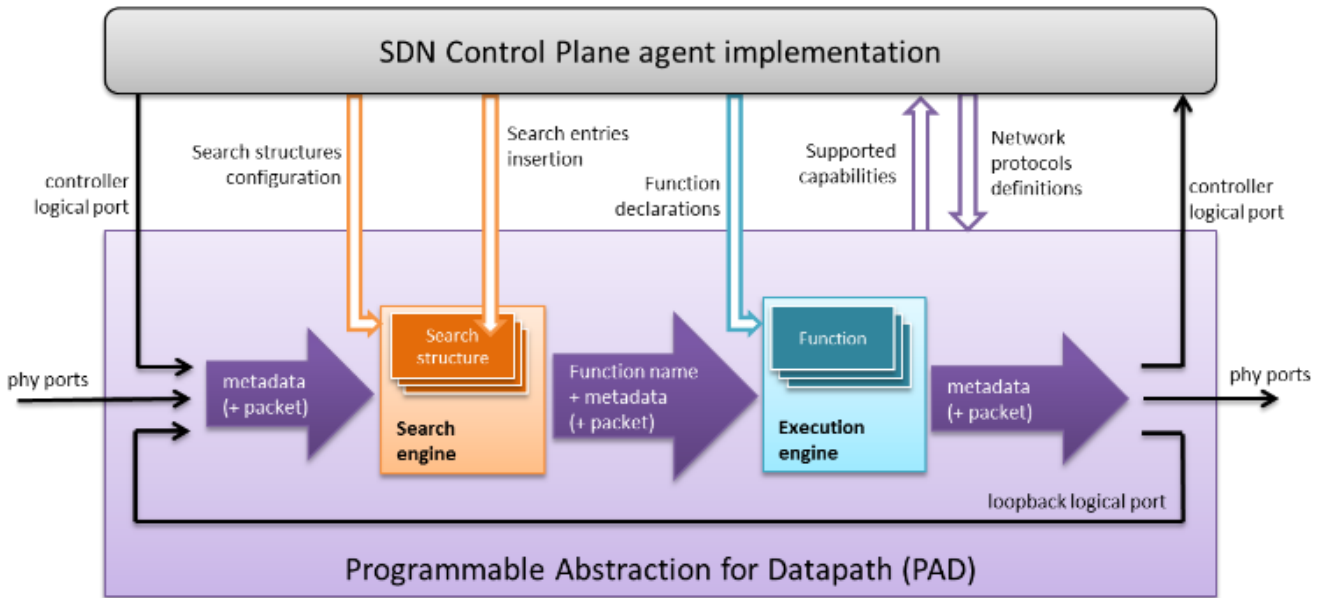 SDN Control Plane agent implementation
controller
logical port
Search structures
configuration
Search entries
insertion
Function
declarations
Supported
capabilities
Network
protocols
definitions
controller
logical port
phy ports
metadata
(+ packet)
Search
structure
Search
engine
Function name
+ metadata
(+ packet)
Function
Execution
engine
metadata
(+ packet)
phy ports
loopback logical port
Programmable Abstraction for Datapath (PAD)